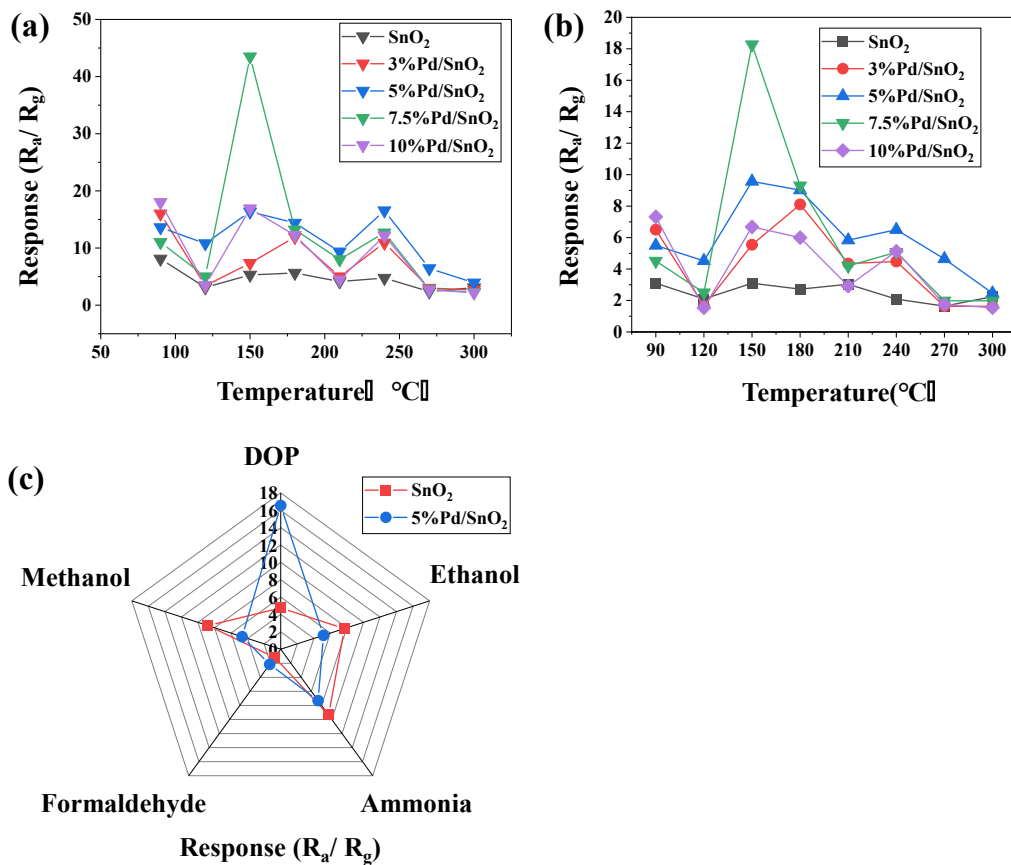 (a)
SnO₂
3%Pd/SnO₂
5%Pd/SnO₂
7.5%Pd/SnO₂
10%Pd/SnO₂
50
40
30
20
10
0
50
100
150
200
250
300
Response (Rₐ/ R_g)
Temperature▯ °C▯
(b)
SnO₂
3%Pd/SnO₂
5%Pd/SnO₂
7.5%Pd/SnO₂
10%Pd/SnO₂
20
18
16
14
12
10
8
6
4
2
0
90
120
150
180
210
240
270
300
Response (Rₐ/ R_g)
Temperature(°C▯
(c)
DOP
SnO₂
5%Pd/SnO₂
18
16
14
12
10
8
6
4
2
0
Methanol
Ethanol
Formaldehyde
Ammonia
Response (Rₐ/ R_g)